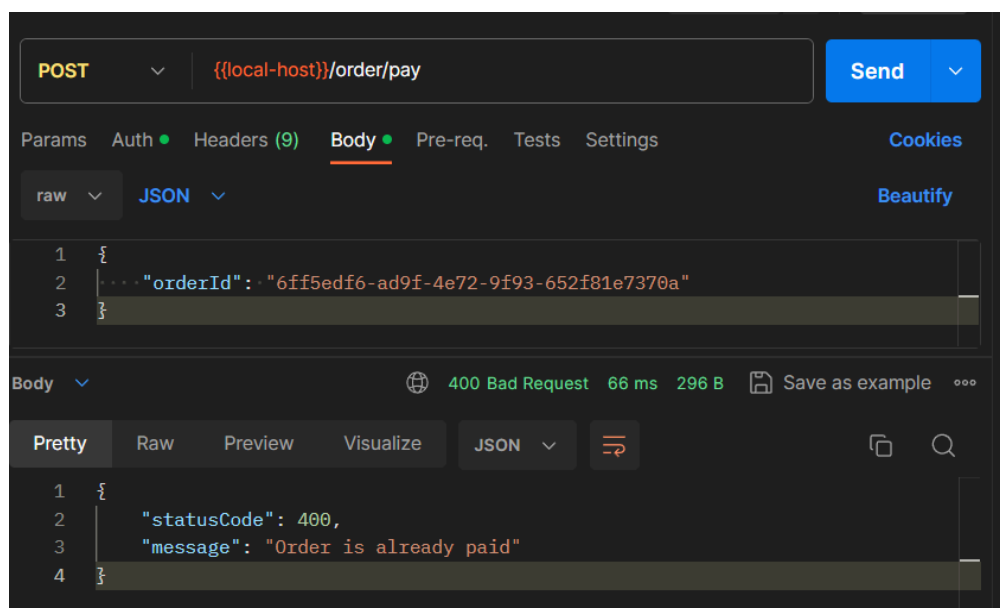 POST {{local-host}}/order/pay Send
Params Auth Headers (9) Body Pre-req. Tests Settings Cookies
raw JSON Beautify
1 {
2 ····"orderId":·"6ff5edf6-ad9f-4e72-9f93-652f81e7370a"
3 }
Body 400 Bad Request 66 ms 296 B Save as example
Pretty Raw Preview Visualize JSON
1 {
2 "statusCode": 400,
3 "message": "Order is already paid"
4 }